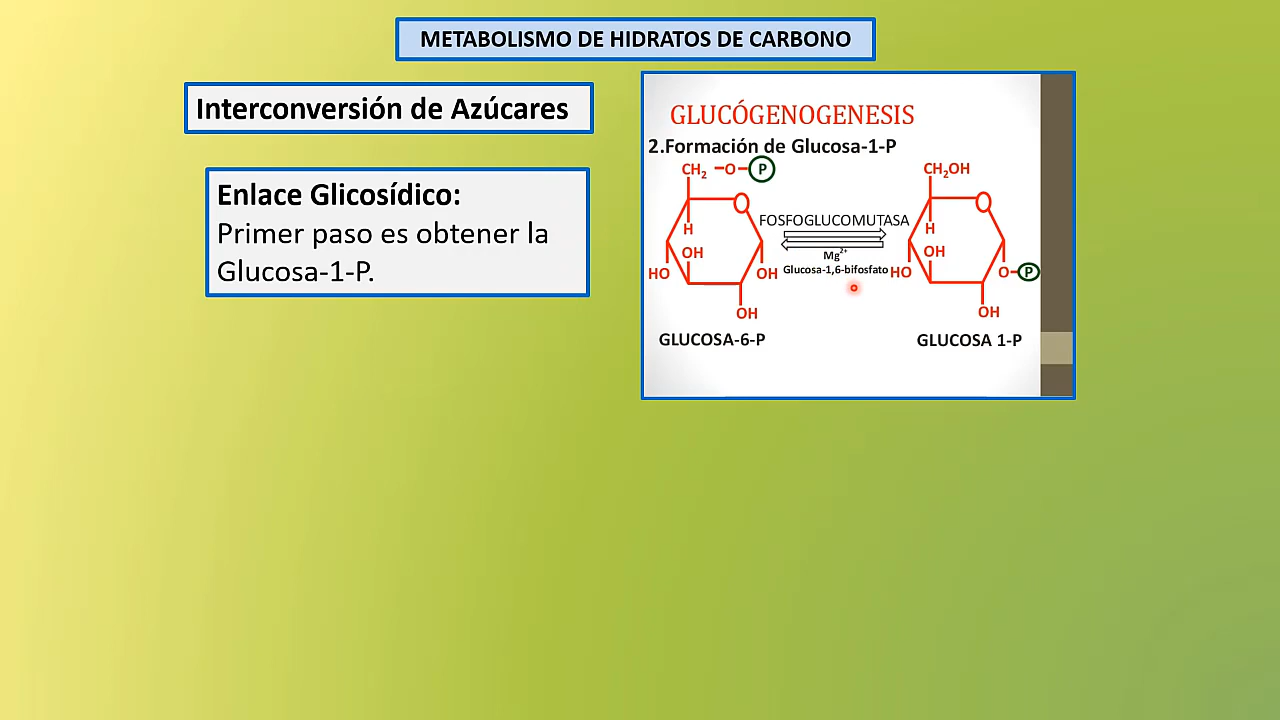 METABOLISMO DE HIDRATOS DE CARBONO
Interconversión de Azúcares
Enlace Glicosídico:
Primer paso es obtener la
Glucosa-1-P.
GLUCÓGENOGENESIS
2.Formación de Glucosa-1-P
CH₂ –O– P
O
H
OH
HO
OH
OH
GLUCOSA-6-P
FOSFOGLUCOMUTASA
Mg²⁺
Glucosa-1,6-bifosfato
CH₂OH
O
H
OH
HO
O–P
OH
GLUCOSA 1-P